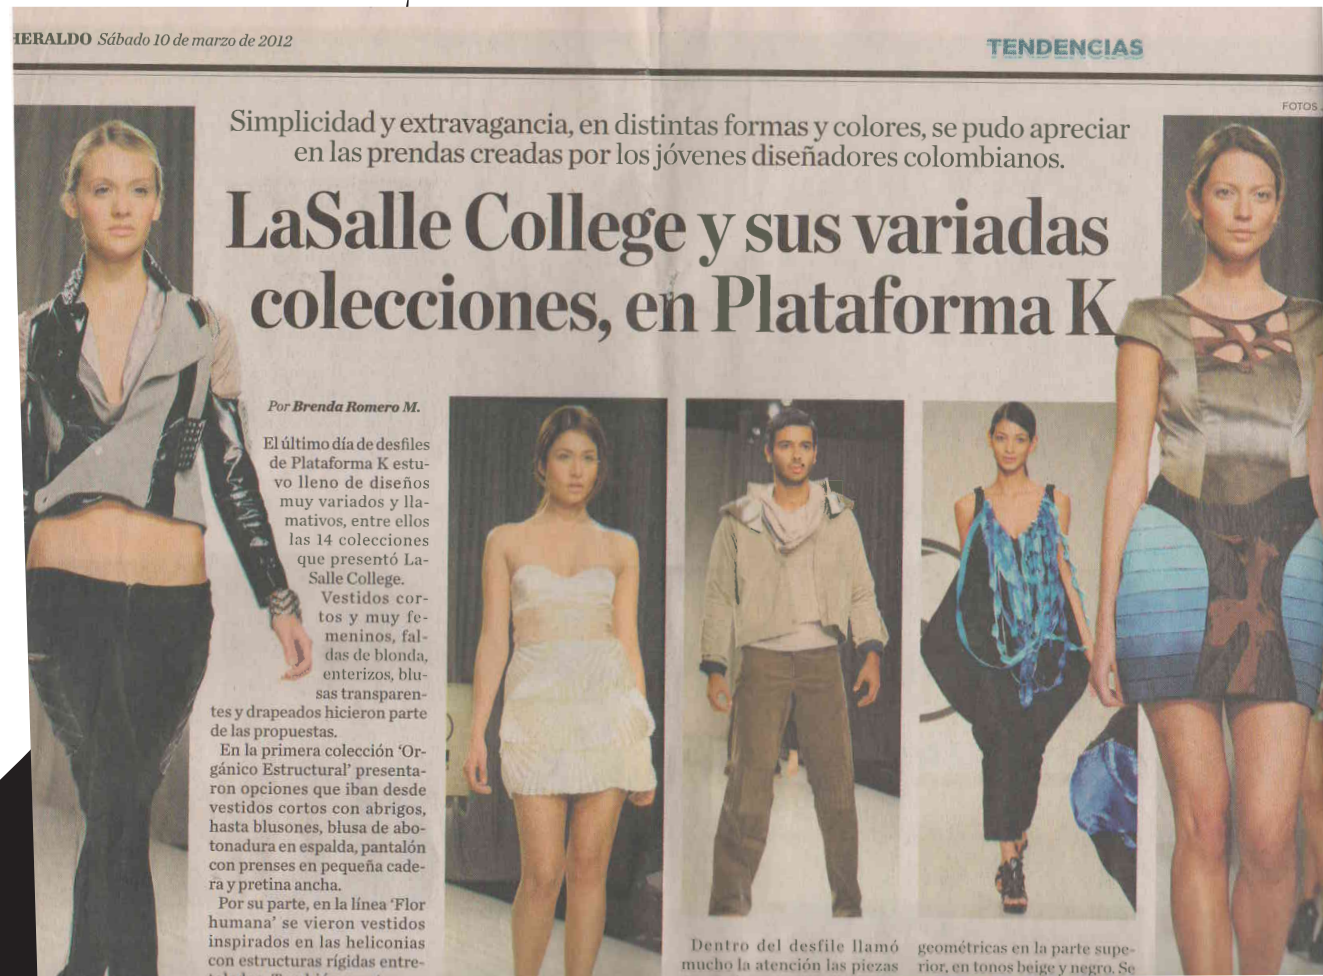 HERALDO Sábado 10 de marzo de 2012
TENDENCIAS
FOTOS
Simplicidad y extravagancia, en distintas formas y colores, se pudo apreciar
en las prendas creadas por los jóvenes diseñadores colombianos.
LaSalle College y sus variadas
colecciones, en Plataforma K
Por Brenda Romero M.
El último día de desfiles
de Plataforma K estu-
vo lleno de diseños
muy variados y lla-
mativos, entre ellos
las 14 colecciones
que presentó La-
Salle College.
Vestidos cor-
tos y muy fe-
meninos, fal-
das de blonda,
enterizos, blu-
sas transparen-
tes y drapeados hicieron parte
de las propuestas.
En la primera colección ‘Or-
gánico Estructural’ presenta-
ron opciones que iban desde
vestidos cortos con abrigos,
hasta blusones, blusa de abo-
tonadura en espalda, pantalón
con prenses en pequeña cade-
ra y pretina ancha.
Por su parte, en la línea ‘Flor
humana’ se vieron vestidos
inspirados en las heliconias
con estructuras rígidas entre-
Dentro del desfile llamó
mucho la atención las piezas
geométricas en la parte supe-
rior, en tonos beige y negro. Se